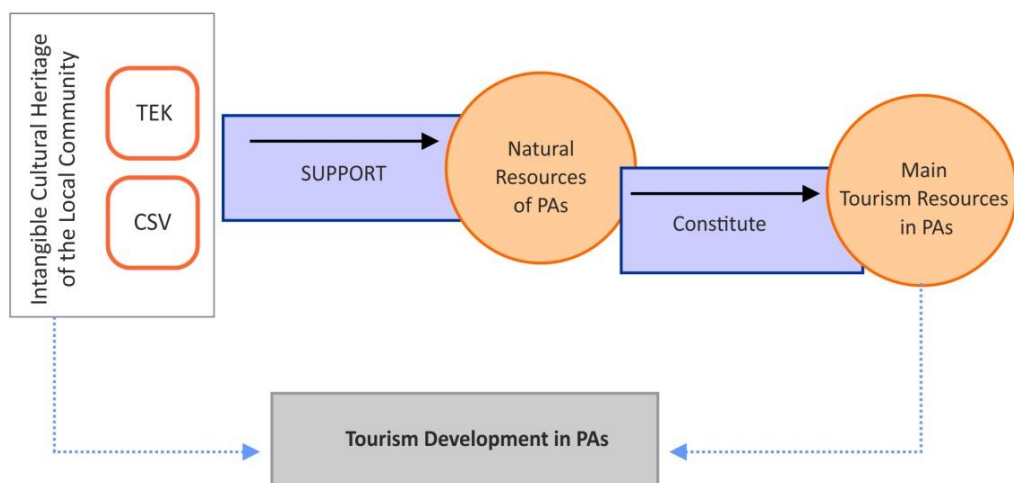 Intangible Cultural Heritage
of the Local Community
TEK
CSV
SUPPORT
Natural
Resources
of PAs
Constitute
Main
Tourism Resources
in PAs
Tourism Development in PAs